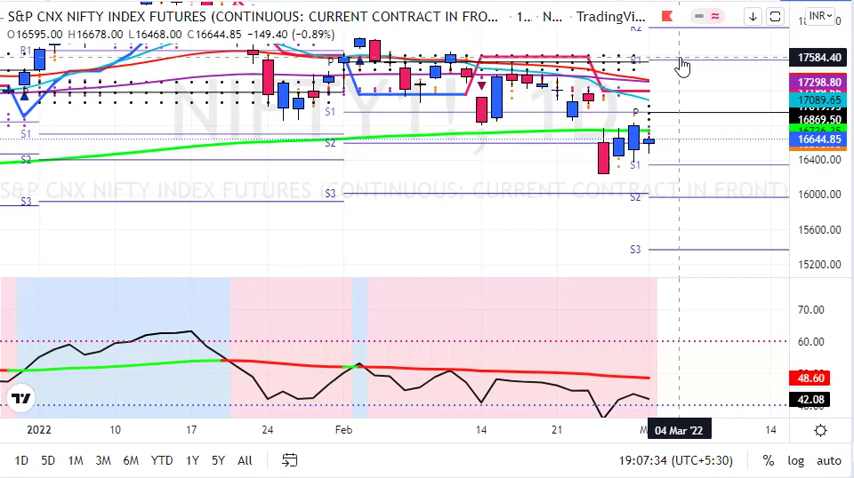 S&P CNX NIFTY INDEX FUTURES (CONTINUOUS: CURRENT CONTRACT IN FRO... · 1... · N... · TradingVi...
INR
O16595.00 H16678.00 L16468.00 C16644.85 −149.40 (−0.89%)
R2
R1
P
17584.40
17298.80
17089.65
S1
P
16869.50
S1
16644.85
S2
S2
S1
16400.00
S&P CNX NIFTY INDEX FUTURES (CONTINUOUS: CURRENT CONTRACT IN FRONT)
S3
S3
S2
16000.00
15600.00
S3
15200.00
70.00
60.00
48.60
42.08
2022 10 17 24 Feb 14 21 04 Mar '22 14
1D 5D 1M 3M 6M YTD 1Y 5Y All
19:07:34 (UTC+5:30) % log auto